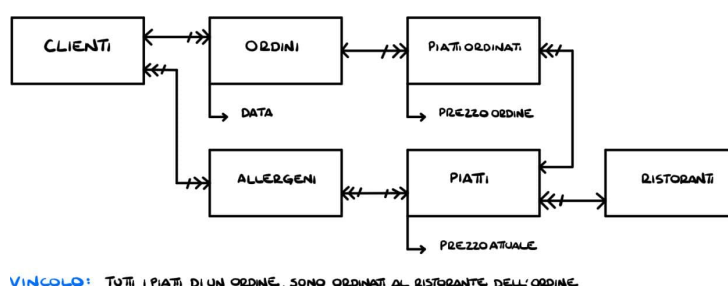 CLIENTI
ORDINI
PIATTI ORDINATI
DATA
PREZZO ORDINE
ALLERGENI
PIATTI
RISTORANTI
PREZZO ATTUALE
VINCOLO: TUTTI I PIATTI DI UN ORDINE, SONO ORDINATI AL RISTORANTE DELL'ORDINE